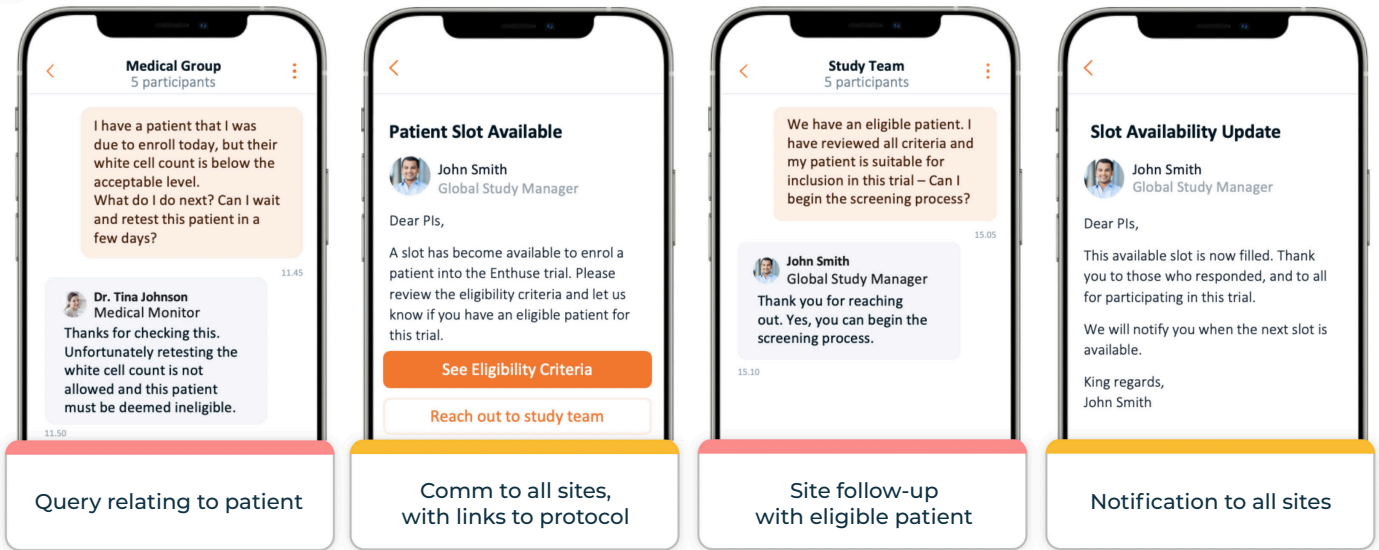 Medical Group
5 participants
I have a patient that I was
due to enroll today, but their
white cell count is below the
acceptable level.
What do I do next? Can I wait
and retest this patient in a
few days?
11.45
Dr. Tina Johnson
Medical Monitor
Thanks for checking this.
Unfortunately retesting the
white cell count is not
allowed and this patient
must be deemed ineligible.
11.50
Query relating to patient
Patient Slot Available
John Smith
Global Study Manager
Dear PIs,
A slot has become available to enrol a
patient into the Enthuse trial. Please
review the eligibility criteria and let us
know if you have an eligible patient for
this trial.
See Eligibility Criteria
Reach out to study team
Comm to all sites,
with links to protocol
Study Team
5 participants
We have an eligible patient. I
have reviewed all criteria and
my patient is suitable for
inclusion in this trial – Can I
begin the screening process?
15.05
John Smith
Global Study Manager
Thank you for reaching
out. Yes, you can begin the
screening process.
15.10
Site follow-up
with eligible patient
Slot Availability Update
John Smith
Global Study Manager
Dear PIs,
This available slot is now filled. Thank
you to those who responded, and to all
for participating in this trial.
We will notify you when the next slot is
available.
King regards,
John Smith
Notification to all sites